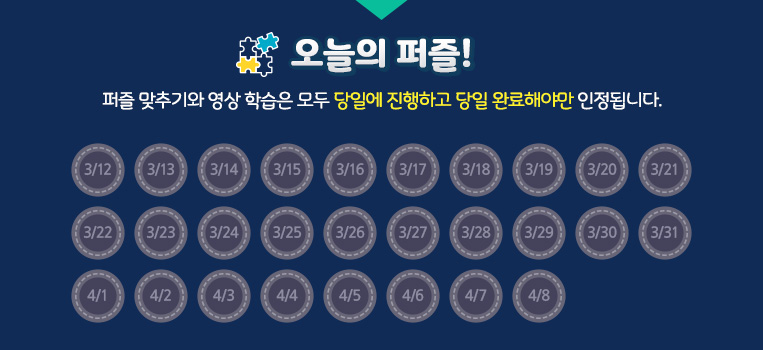 오늘의 퍼즐!
퍼즐 맞추기와 영상 학습은 모두 당일에 진행하고 당일 완료해야만 인정됩니다.
3/12 3/13 3/14 3/15 3/16 3/17 3/18 3/19 3/20 3/21
3/22 3/23 3/24 3/25 3/26 3/27 3/28 3/29 3/30 3/31
4/1 4/2 4/3 4/4 4/5 4/6 4/7 4/8